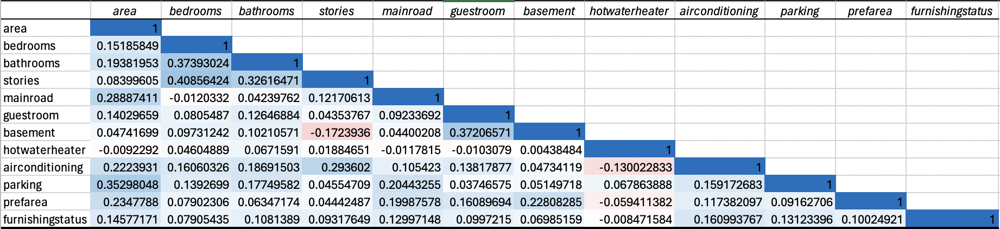 area bedrooms bathrooms stories mainroad guestroom basement hotwaterheater airconditioning parking prefarea furnishingstatus
area 1
bedrooms 0.15185849 1
bathrooms 0.19381953 0.37393024 1
stories 0.08399605 0.40856424 0.32616471 1
mainroad 0.28887411 -0.0120332 0.04239762 0.12170613 1
guestroom 0.14029659 0.0805487 0.12646884 0.04353767 0.09233692 1
basement 0.04741699 0.09731242 0.10210571 -0.1723936 0.04400208 0.37206571 1
hotwaterheater -0.0092292 0.04604889 0.0671591 0.01884651 -0.0117815 -0.0103079 0.00438484 1
airconditioning 0.2223931 0.16060326 0.18691503 0.293602 0.105423 0.13817877 0.04734119 -0.130022833 1
parking 0.35298048 0.1392699 0.17749582 0.04554709 0.20443255 0.03746575 0.05149718 0.067863888 0.159172683 1
prefarea 0.2347788 0.07902306 0.06347174 0.04442487 0.19987578 0.16089694 0.22808285 -0.059411382 0.117382097 0.09162706 1
furnishingstatus 0.14577171 0.07905435 0.1081389 0.09317649 0.12997148 0.0997215 0.06985159 -0.008471584 0.160993767 0.13123396 0.10024921 1